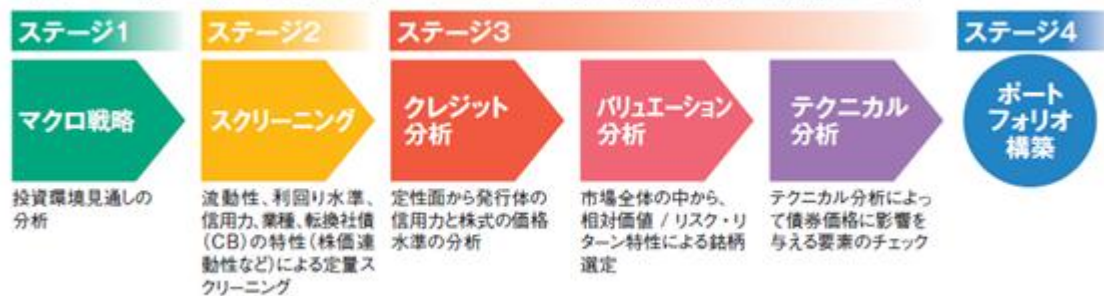 ステージ1
ステージ2
ステージ3
ステージ4
マクロ戦略
スクリーニング
クレジット
分析
バリュエーション
分析
テクニカル
分析
ポート
フォリオ
構築
投資環境見通しの
分析
流動性、利回り水準、
信用力、業種、転換社債
(CB)の特性(株価連
動性など)による定量ス
クリーニング
定性面から発行体の
信用力と株式の価格
水準の分析
市場全体の中から、
相対価値 / リスク・リ
ターン特性による銘柄
選定
テクニカル分析によっ
て債券価格に影響を
与える要素のチェック